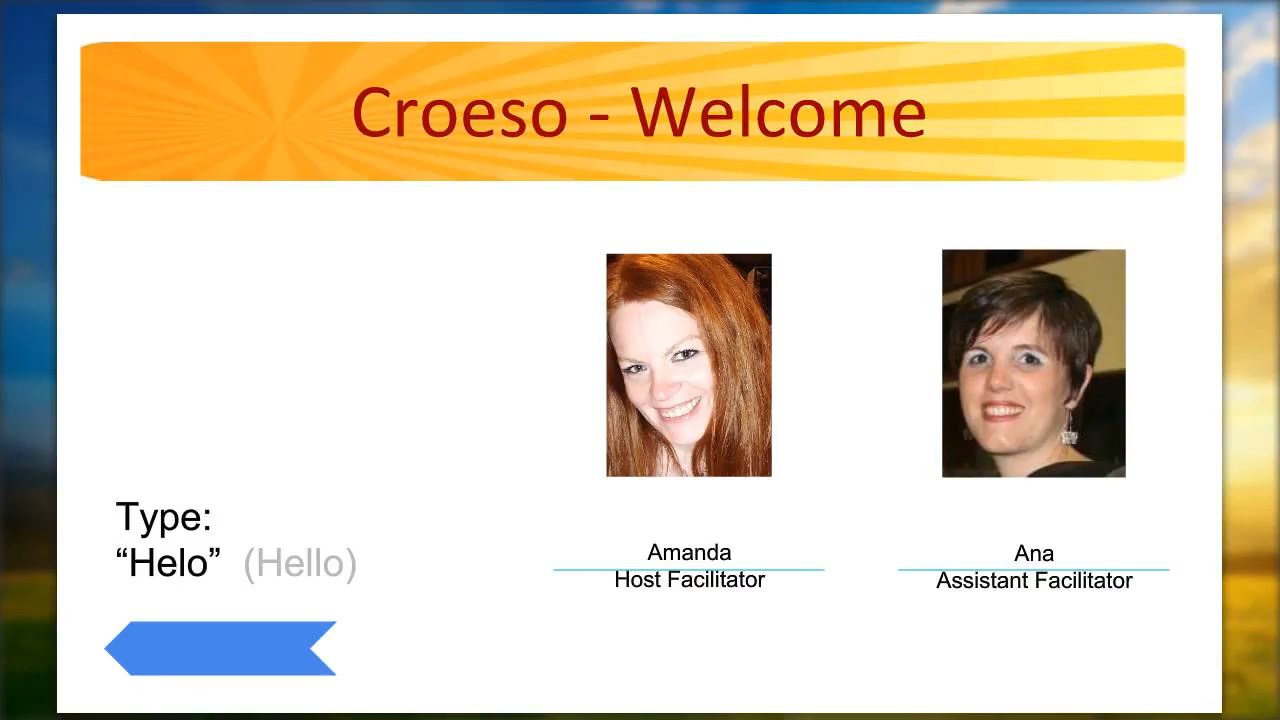 Croeso - Welcome
Type:
“Helo” (Hello)
Amanda
Host Facilitator
Ana
Assistant Facilitator